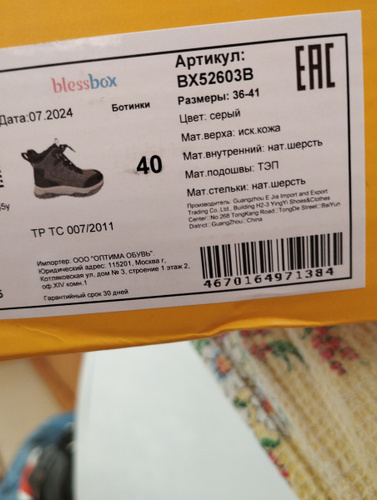 Артикул:
BX52603B
EAC
blessbox
Дата:07.2024
Ботинки
Размеры: 36-41
Цвет: серый
Мат.верха: иск.кожа
40
Мат.внутренний: нат.шерсть
Мат.подошвы: ТЭП
Мат.стельки: нат.шерсть
Производитель: Guangzhou E Jia Import and Export
Trading Co., Ltd., Building H2-3 YingYi Shoes&Clothes
Center: No.268 TongKang Road: TongDe Street: BaiYun
District: Guangzhou: China
ТР ТС 007/2011
Импортер: ООО "ОПТИМА ОБУВЬ"
Юридический адрес: 115201, Москва г,
Котляковская ул, дом № 3, строение 1 этаж 2,
оф.XIV комн.1
Гарантийный срок 30 дней
4670164971384